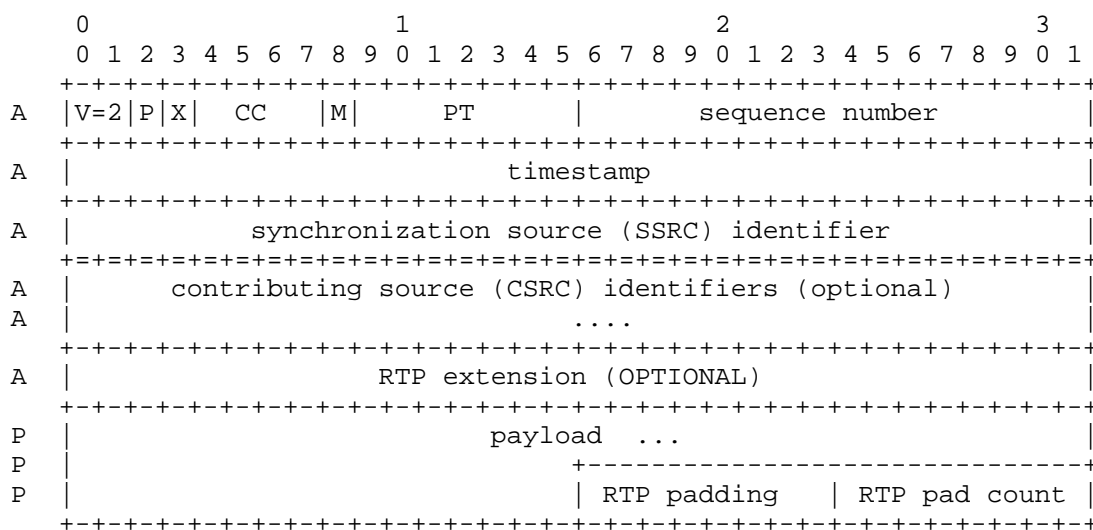 0                   1                   2                   3
     0 1 2 3 4 5 6 7 8 9 0 1 2 3 4 5 6 7 8 9 0 1 2 3 4 5 6 7 8 9 0 1
    +-+-+-+-+-+-+-+-+-+-+-+-+-+-+-+-+-+-+-+-+-+-+-+-+-+-+-+-+-+-+-+-+
A   |V=2|P|X|  CC   |M|     PT      |       sequence number         |
    +-+-+-+-+-+-+-+-+-+-+-+-+-+-+-+-+-+-+-+-+-+-+-+-+-+-+-+-+-+-+-+-+
A   |                           timestamp                           |
    +-+-+-+-+-+-+-+-+-+-+-+-+-+-+-+-+-+-+-+-+-+-+-+-+-+-+-+-+-+-+-+-+
A   |           synchronization source (SSRC) identifier            |
    +=+=+=+=+=+=+=+=+=+=+=+=+=+=+=+=+=+=+=+=+=+=+=+=+=+=+=+=+=+=+=+=+
A   |      contributing source (CSRC) identifiers (optional)        |
A   |                               ....                            |
    +-+-+-+-+-+-+-+-+-+-+-+-+-+-+-+-+-+-+-+-+-+-+-+-+-+-+-+-+-+-+-+-+
A   |                   RTP extension (OPTIONAL)                    |
    +-+-+-+-+-+-+-+-+-+-+-+-+-+-+-+-+-+-+-+-+-+-+-+-+-+-+-+-+-+-+-+-+
P   |                          payload  ...                         |
P   |                               +-------------------------------+
P   |                               | RTP padding   | RTP pad count |
    +-+-+-+-+-+-+-+-+-+-+-+-+-+-+-+-+-+-+-+-+-+-+-+-+-+-+-+-+-+-+-+-+